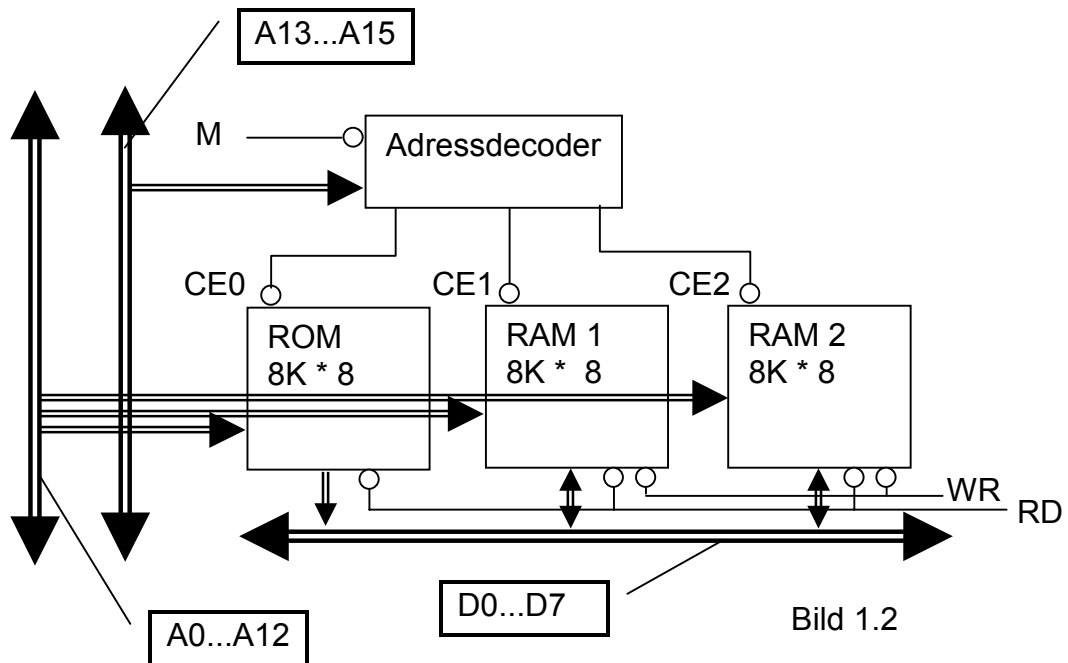 A13...A15
M
Adressdecoder
CE0
CE1
CE2
ROM
8K * 8
RAM 1
8K *  8
RAM 2
8K * 8
WR
RD
D0...D7
A0...A12
Bild 1.2